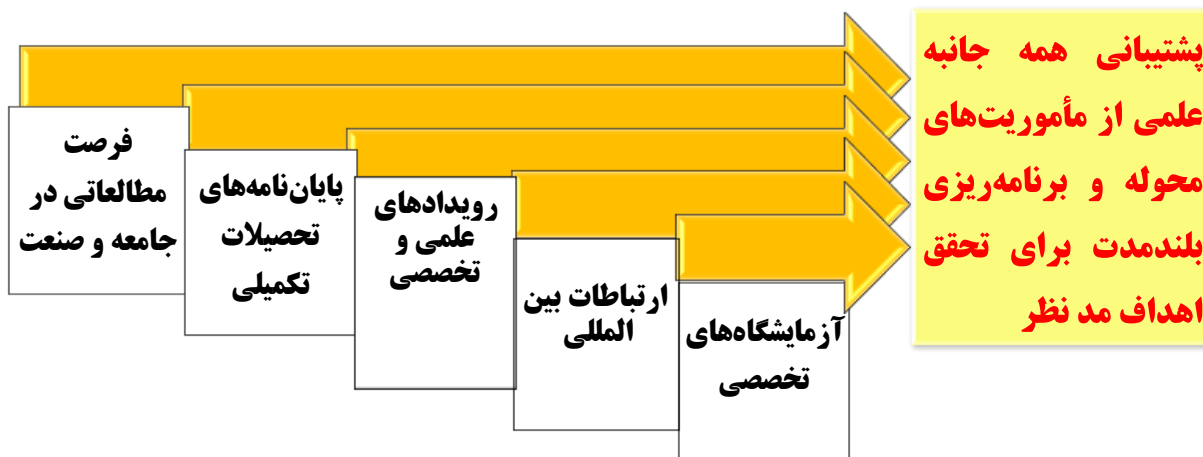 فرصت
مطالعاتی در
جامعه و صنعت
پایان‌نامه‌های
تحصیلات
تکمیلی
رویدادهای
علمی و
تخصصی
ارتباطات بین
المللی
آزمایشگاه‌های
تخصصی
پشتیبانی همه جانبه
علمی از مأموریت‌های
محوله و برنامه‌ریزی
بلندمدت برای تحقق
اهداف مد نظر